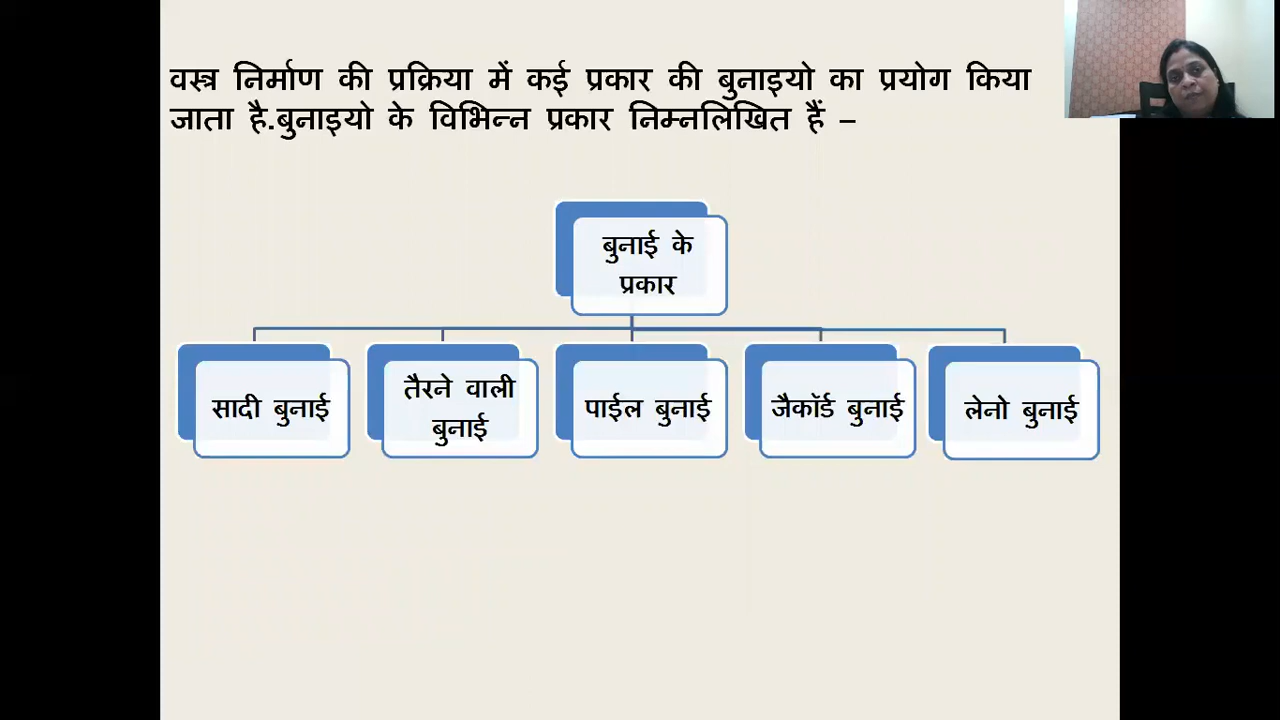 वस्त्र निर्माण की प्रक्रिया में कई प्रकार की बुनाइयो का प्रयोग किया
जाता है.बुनाइयो के विभिन्न प्रकार निम्नलिखित हैं –
बुनाई के
प्रकार
सादी बुनाई
तैरने वाली
बुनाई
पाईल बुनाई
जैकॉर्ड बुनाई
लेनो बुनाई